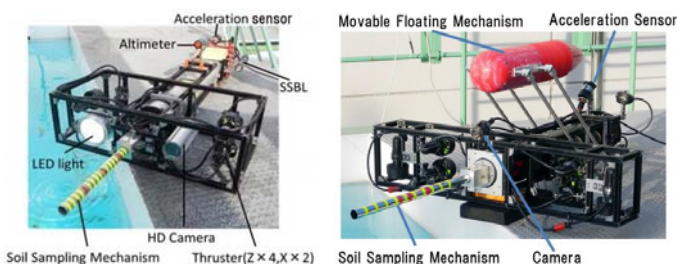 Acceleration sensor
Altimeter
SSBL
LED light
HD Camera
Soil Sampling Mechanism
Thruster(Z×4,X×2)
Movable Floating Mechanism
Acceleration Sensor
Soil Sampling Mechanism
Camera